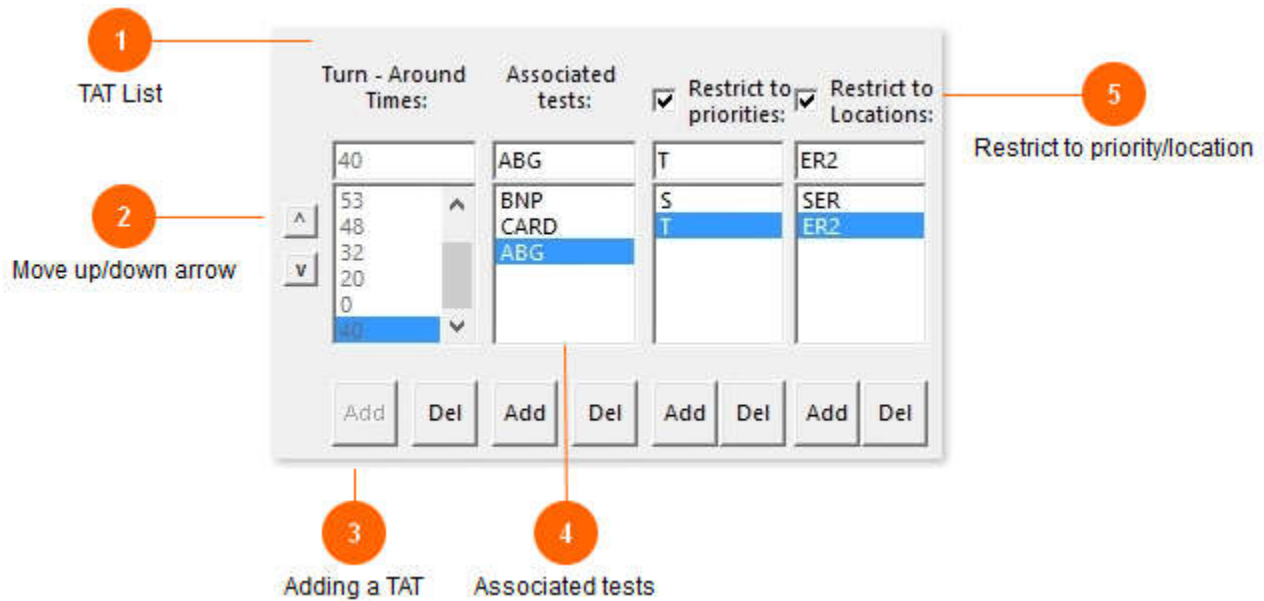 1
TAT List
Turn - Around
Times:
Associated
tests:
Restrict to
priorities:
Restrict to
Locations:
5
Restrict to priority/location
40
ABG
T
ER2
2
Move up/down arrow
^
v
53
48
32
20
0
40
BNP
CARD
ABG
S
T
SER
ER2
Add
Del
Add
Del
Add
Del
Add
Del
3
Adding a TAT
4
Associated tests